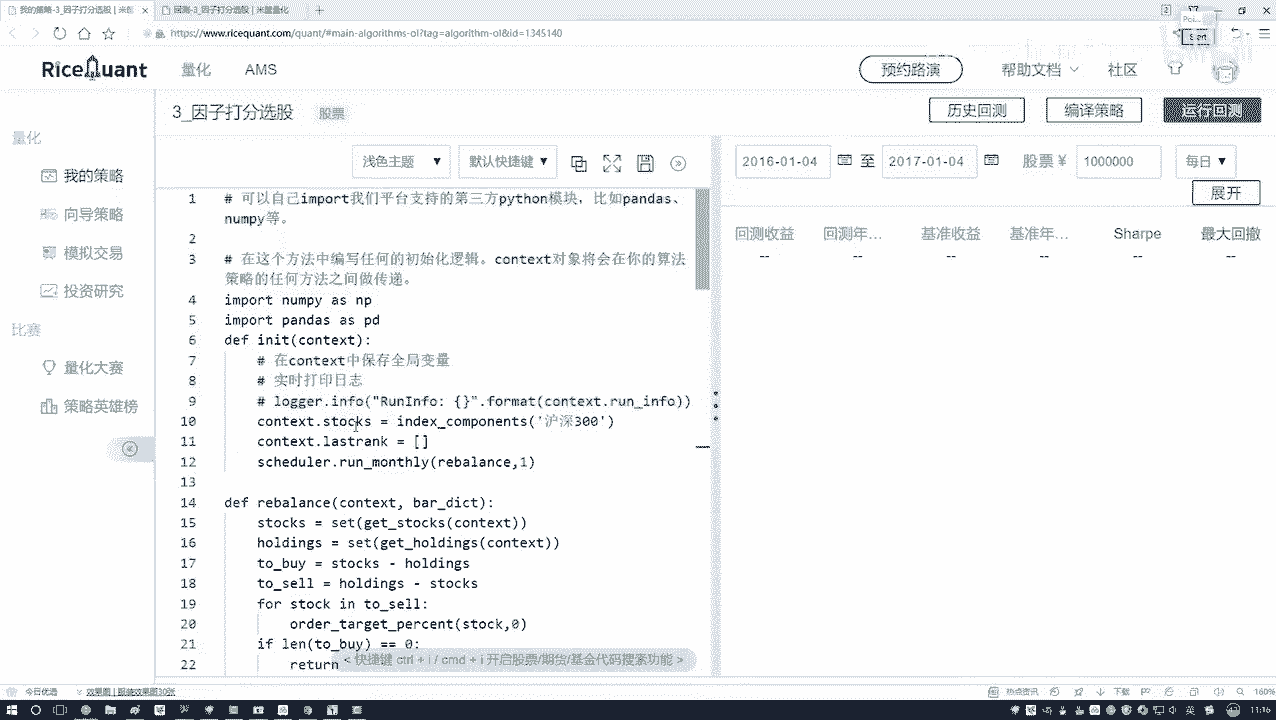 我的策略-3_因子打分选股 | 米
回测-3_因子打分选股 | 米筐量化
https://www.ricequant.com/quant/#main-algorithms-ol?tag=algorithm-ol&id=1345140
RiceQuant
量化
AMS
预约路演
帮助文档
社区
3_因子打分选股
股票
历史回测
编译策略
运行回测
量化
我的策略
向导策略
模拟交易
投资研究
比赛
量化大赛
策略英雄榜
浅色主题 ▼
默认快捷键 ▼
2016-01-04
至
2017-01-04
股票 ¥
1000000
每日 ▼
展开
回测收益
回测年...
基准收益
基准年...
Sharpe
最大回撤
--
--
--
--
--
--
1 # 可以自己import我们平台支持的第三方python模块，比如pandas、
numpy等。
2
3 # 在这个方法中编写任何的初始化逻辑。context对象将会在你的算法
策略的任何方法之间做传递。
4 import numpy as np
5 import pandas as pd
6 def init(context):
7 # 在context中保存全局变量
8 # 实时打印日志
9 # logger.info("RunInfo: {}".format(context.run_info))
10 context.stocks = index_components('沪深300')
11 context.lastrank = []
12 scheduler.run_monthly(rebalance,1)
13
14 def rebalance(context, bar_dict):
15 stocks = set(get_stocks(context))
16 holdings = set(get_holdings(context))
17 to_buy = stocks - holdings
18 to_sell = holdings - stocks
19 for stock in to_sell:
20 order_target_percent(stock,0)
21 if len(to_buy) == 0:
22 return
< 快捷键 ctrl + i / cmd + i 开启股票/期货/基金代码搜索功能 >
今日优选
热点资讯
下载
160%
11:16